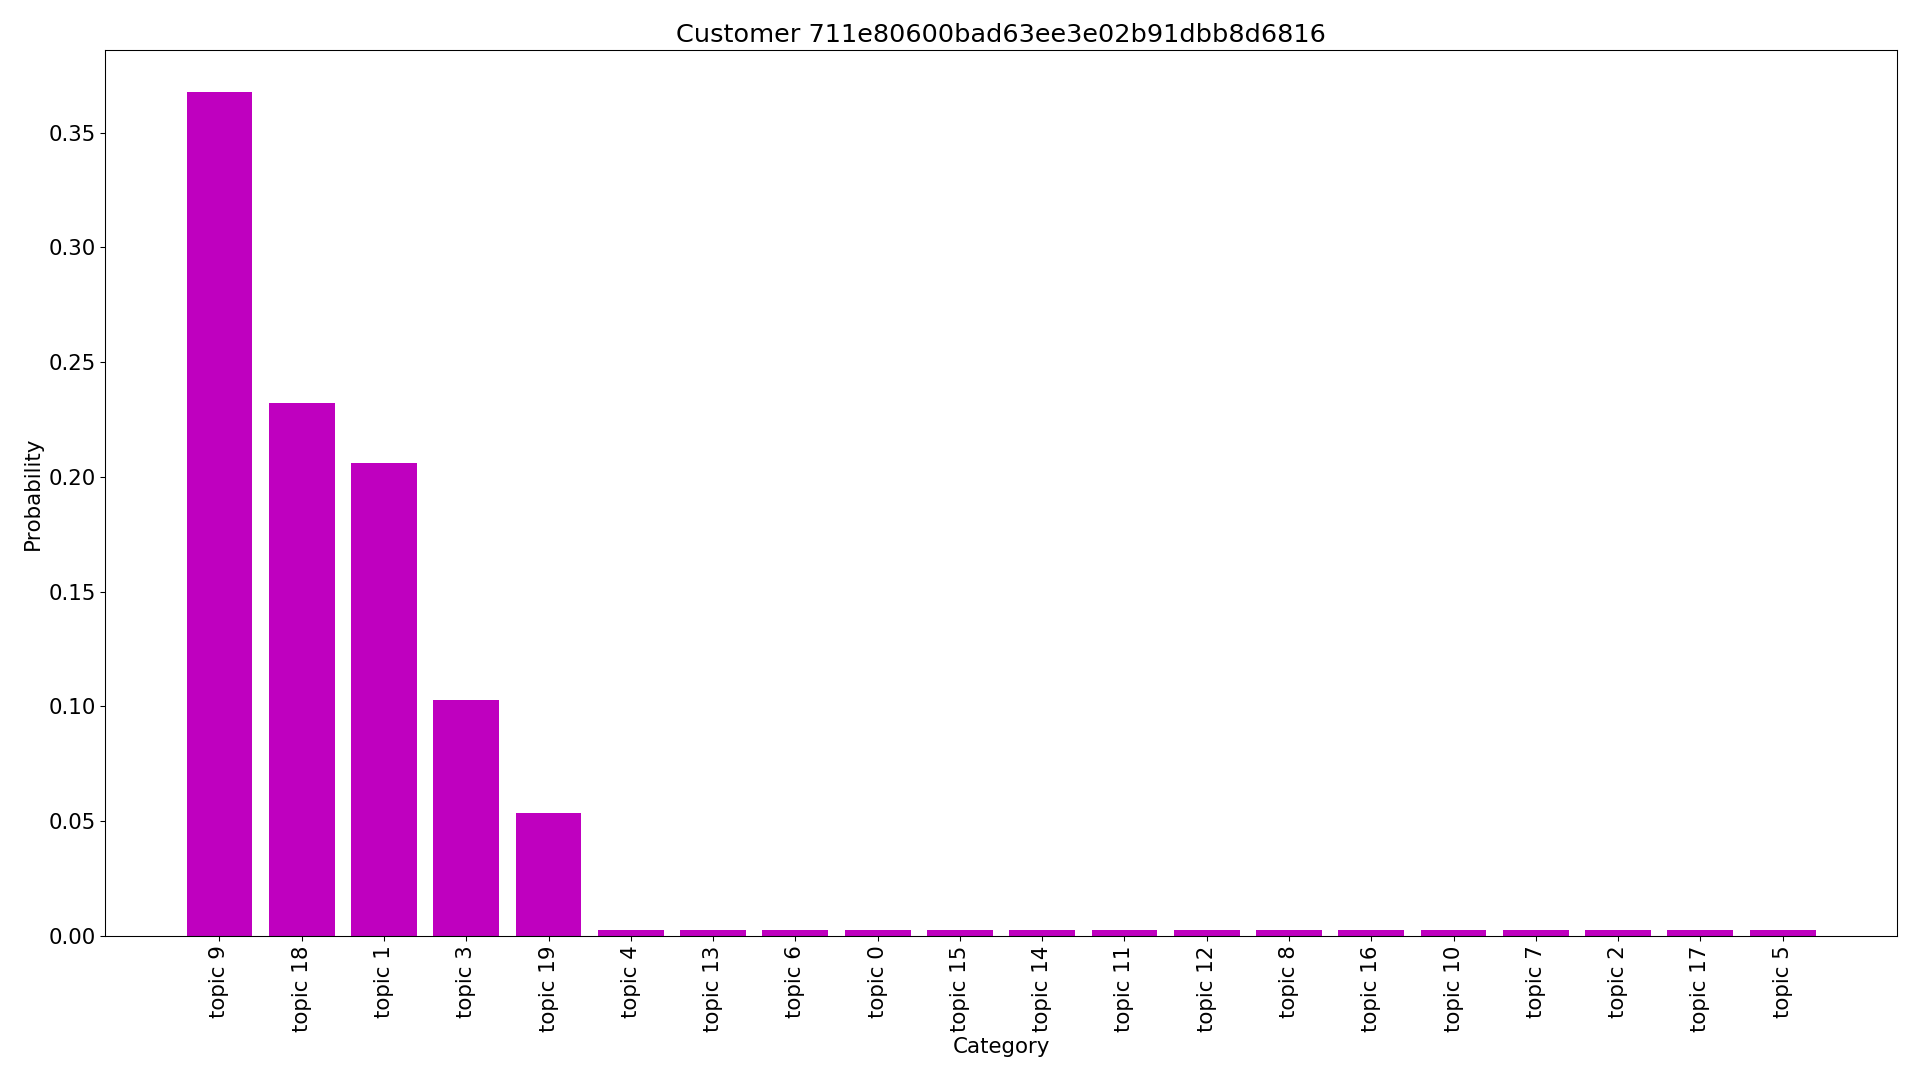 Customer 711e80600bad63ee3e02b91dbb8d6816
Probability
0.35
0.30
0.25
0.20
0.15
0.10
0.05
0.00
topic 9
topic 18
topic 1
topic 3
topic 19
topic 4
topic 13
topic 6
topic 0
topic 15
topic 14
topic 11
topic 12
topic 8
topic 16
topic 10
topic 7
topic 2
topic 17
topic 5
Category